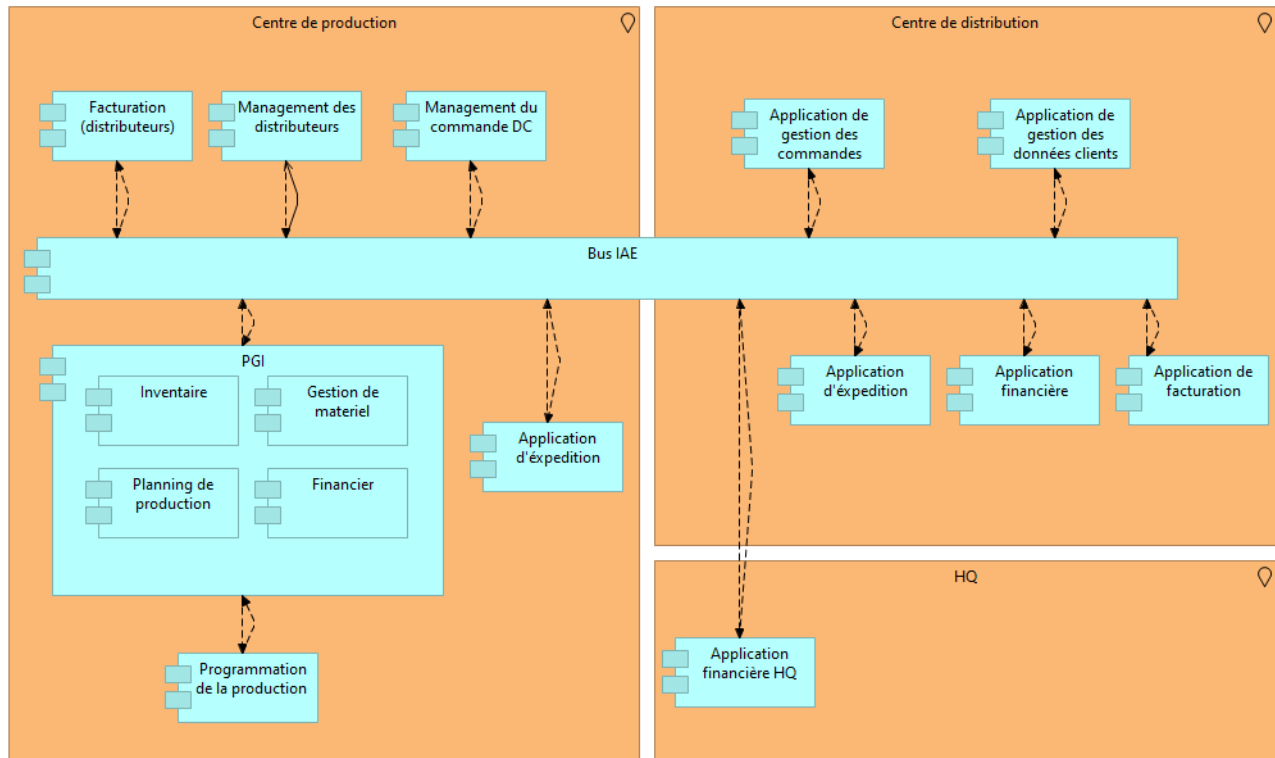 Centre de production
Centre de distribution
Facturation
(distributeurs)
Management des
distributeurs
Management du
commande DC
Application de
gestion des
commandes
Application de
gestion des
données clients
Bus IAE
PGI
Inventaire
Gestion de
materiel
Planning de
production
Financier
Application
d'éxpedition
Application
d'éxpedition
Application
financière
Application de
facturation
HQ
Programmation
de la production
Application
financière HQ